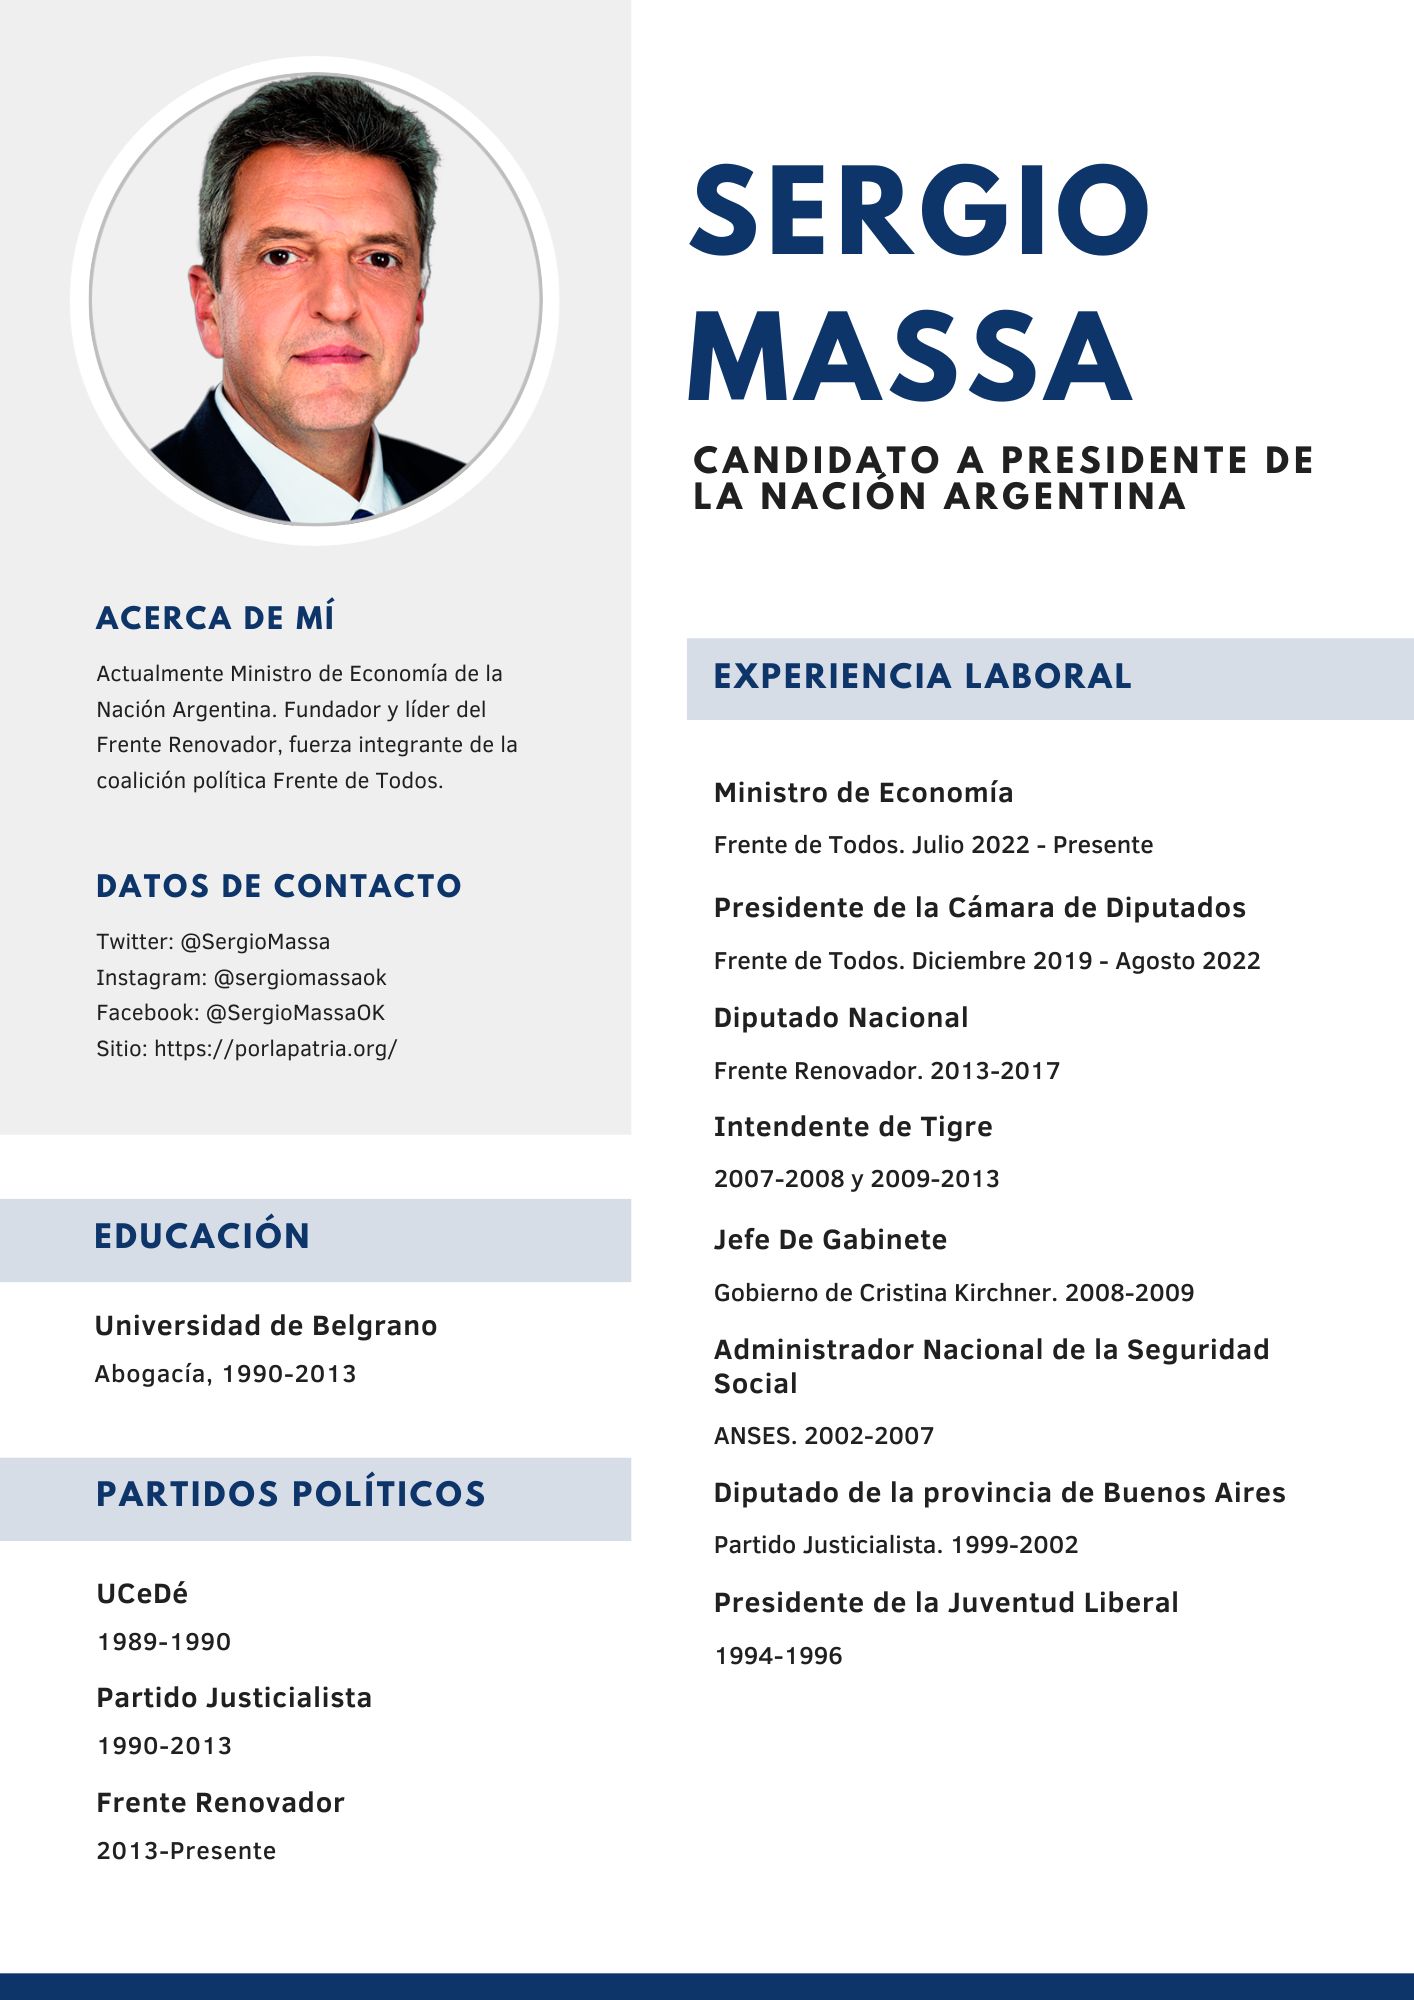 SERGIO
MASSA
CANDIDATO A PRESIDENTE DE
LA NACIÓN ARGENTINA
ACERCA DE MÍ
Actualmente Ministro de Economía de la
Nación Argentina. Fundador y líder del
Frente Renovador, fuerza integrante de la
coalición política Frente de Todos.
DATOS DE CONTACTO
Twitter: @SergioMassa
Instagram: @sergiomassaok
Facebook: @SergioMassaOK
Sitio: https://porlapatria.org/
EDUCACIÓN
Universidad de Belgrano
Abogacía, 1990-2013
PARTIDOS POLÍTICOS
UCeDé
1989-1990
Partido Justicialista
1990-2013
Frente Renovador
2013-Presente
EXPERIENCIA LABORAL
Ministro de Economía
Frente de Todos. Julio 2022 - Presente
Presidente de la Cámara de Diputados
Frente de Todos. Diciembre 2019 - Agosto 2022
Diputado Nacional
Frente Renovador. 2013-2017
Intendente de Tigre
2007-2008 y 2009-2013
Jefe De Gabinete
Gobierno de Cristina Kirchner. 2008-2009
Administrador Nacional de la Seguridad
Social
ANSES. 2002-2007
Diputado de la provincia de Buenos Aires
Partido Justicialista. 1999-2002
Presidente de la Juventud Liberal
1994-1996